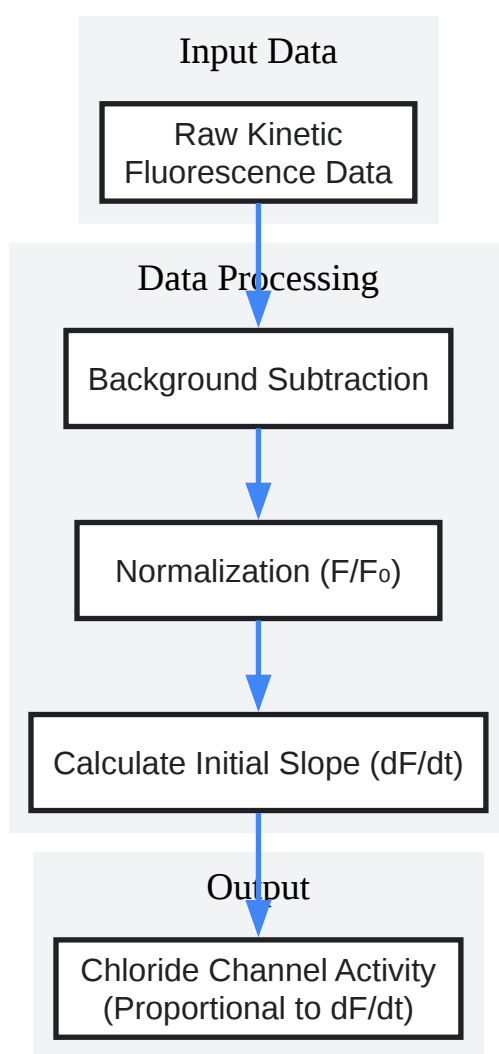 Input Data
Raw Kinetic
Fluorescence Data
Data Processing
Background Subtraction
Normalization (F/F₀)
Calculate Initial Slope (dF/dt)
Output
Chloride Channel Activity
(Proportional to dF/dt)